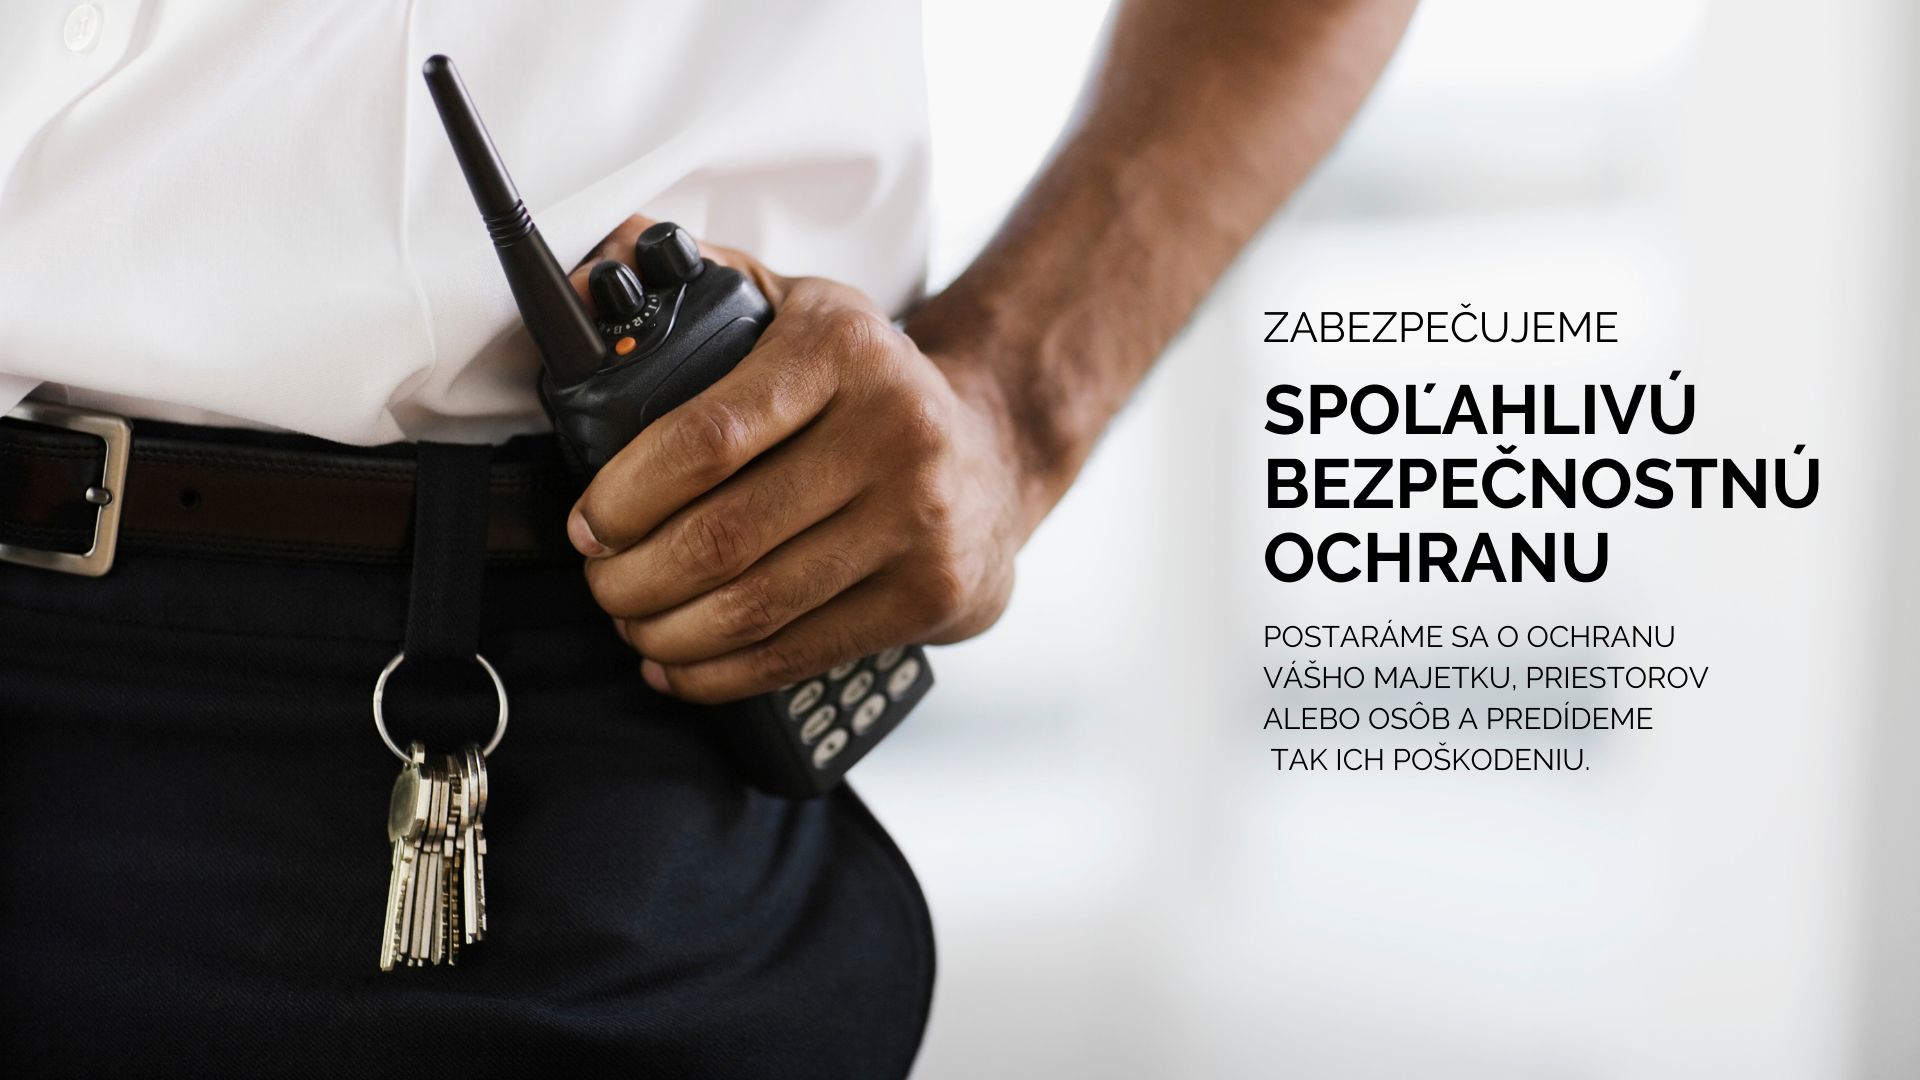 ZABEZPEČUJEME
SPOĽAHLIVÚ
BEZPEČNOSTNÚ
OCHRANU
POSTARÁME SA O OCHRANU
VÁŠHO MAJETKU, PRIESTOROV
ALEBO OSÔB A PREDÍDEME
TAK ICH POŠKODENIU.